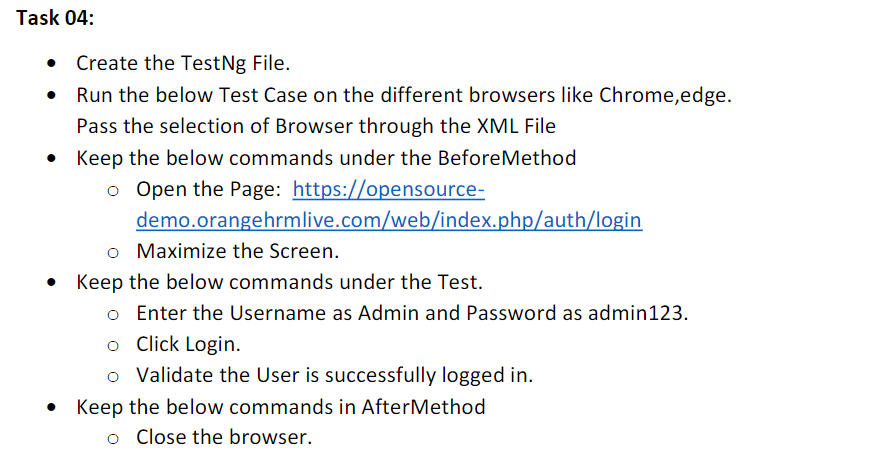 Task 04:
• Create the TestNg File.
• Run the below Test Case on the different browsers like Chrome,edge.
Pass the selection of Browser through the XML File
• Keep the below commands under the BeforeMethod
o Open the Page: https://opensource-
demo.orangehrmlive.com/web/index.php/auth/login
o Maximize the Screen.
• Keep the below commands under the Test.
o Enter the Username as Admin and Password as admin123.
o Click Login.
o Validate the User is successfully logged in.
• Keep the below commands in AfterMethod
o Close the browser.